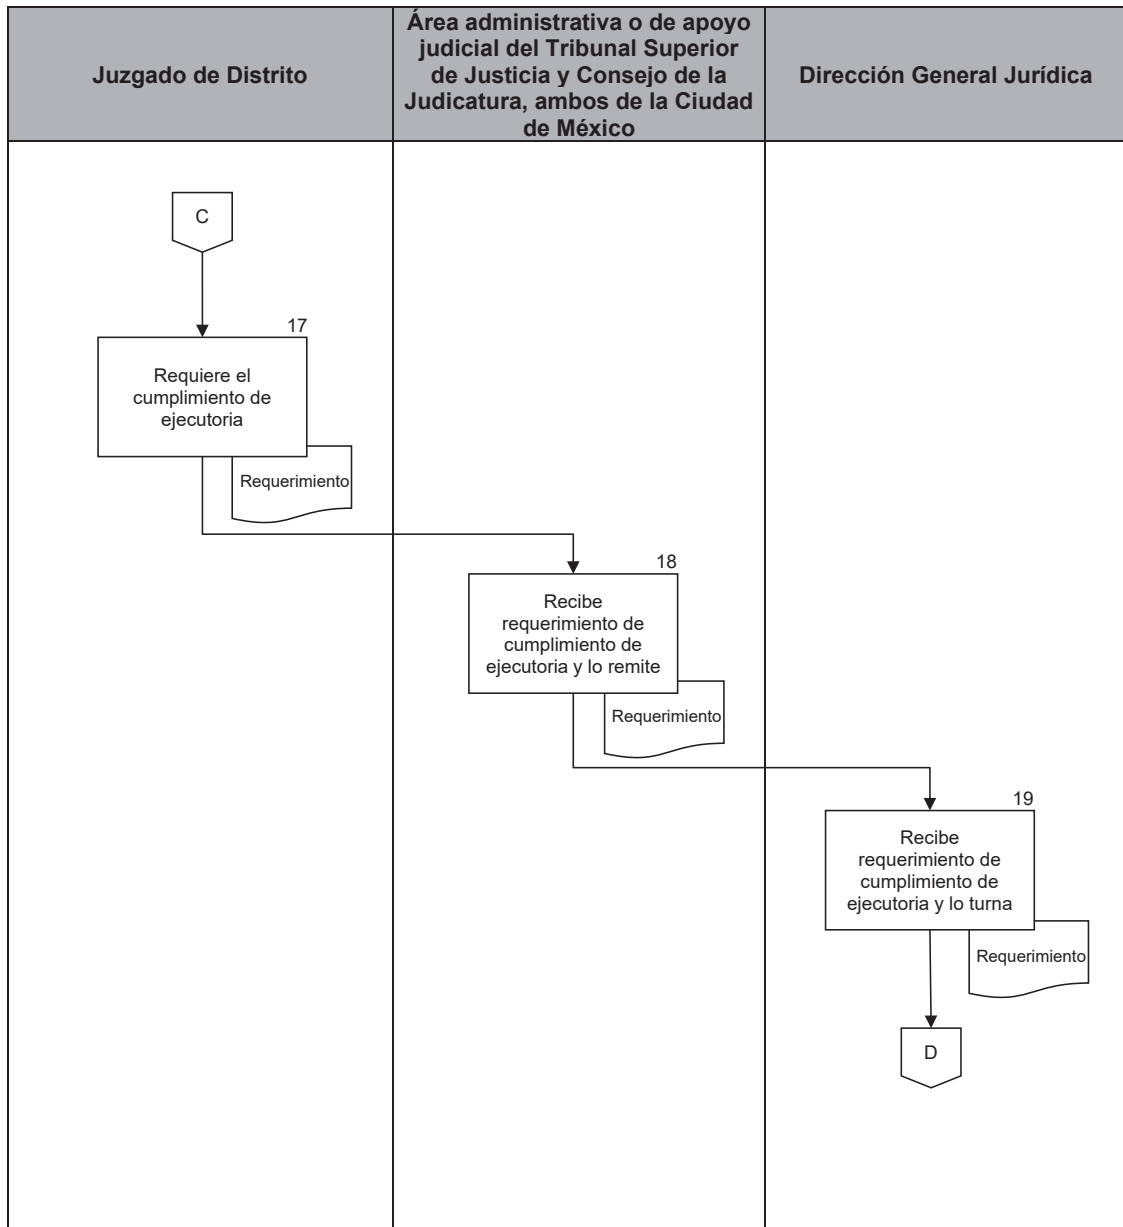 Juzgado de Distrito
Área administrativa o de apoyo
judicial del Tribunal Superior
de Justicia y Consejo de la
Judicatura, ambos de la Ciudad
de México
Dirección General Jurídica
C
17
Requiere el
cumplimiento de
ejecutoria
Requerimiento
18
Recibe
requerimiento de
cumplimiento de
ejecutoria y lo remite
Requerimiento
19
Recibe
requerimiento de
cumplimiento de
ejecutoria y lo turna
Requerimiento
D